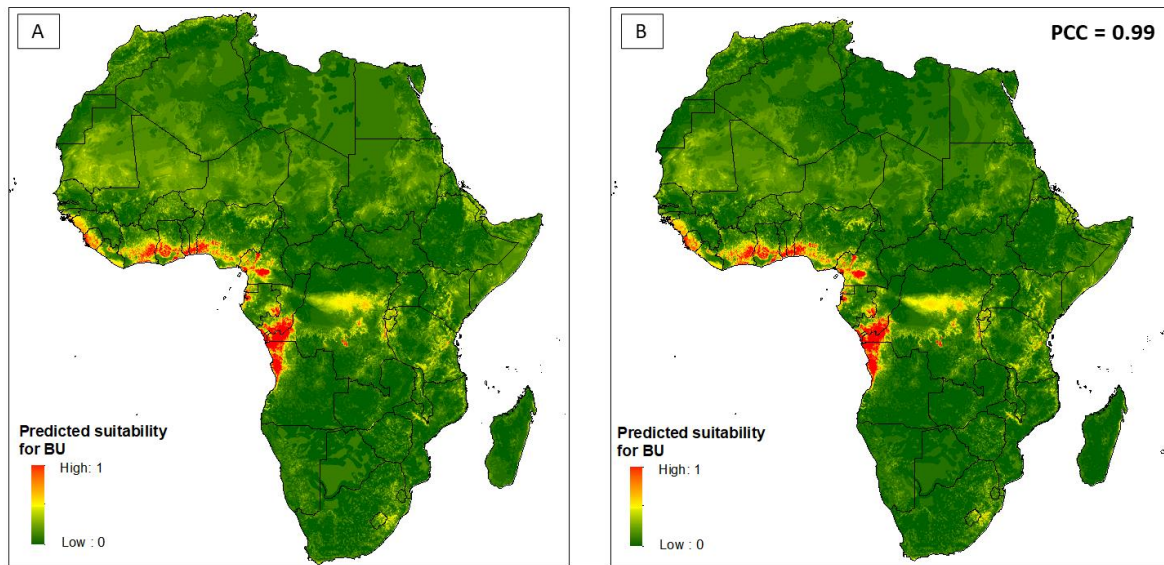 A
Predicted suitability
for BU
High: 1
Low : 0
B
PCC = 0.99
Predicted suitability
for BU
High: 1
Low : 0